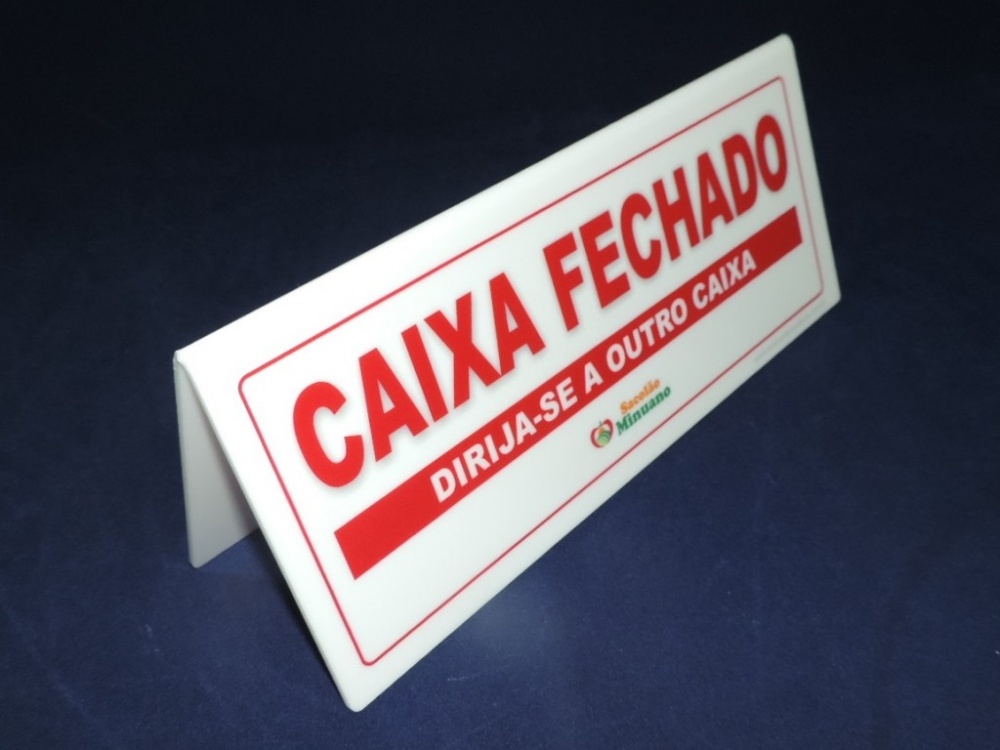 CAIXA FECHADO
DIRIJA-SE A OUTRO CAIXA
Sacolão
Minuano